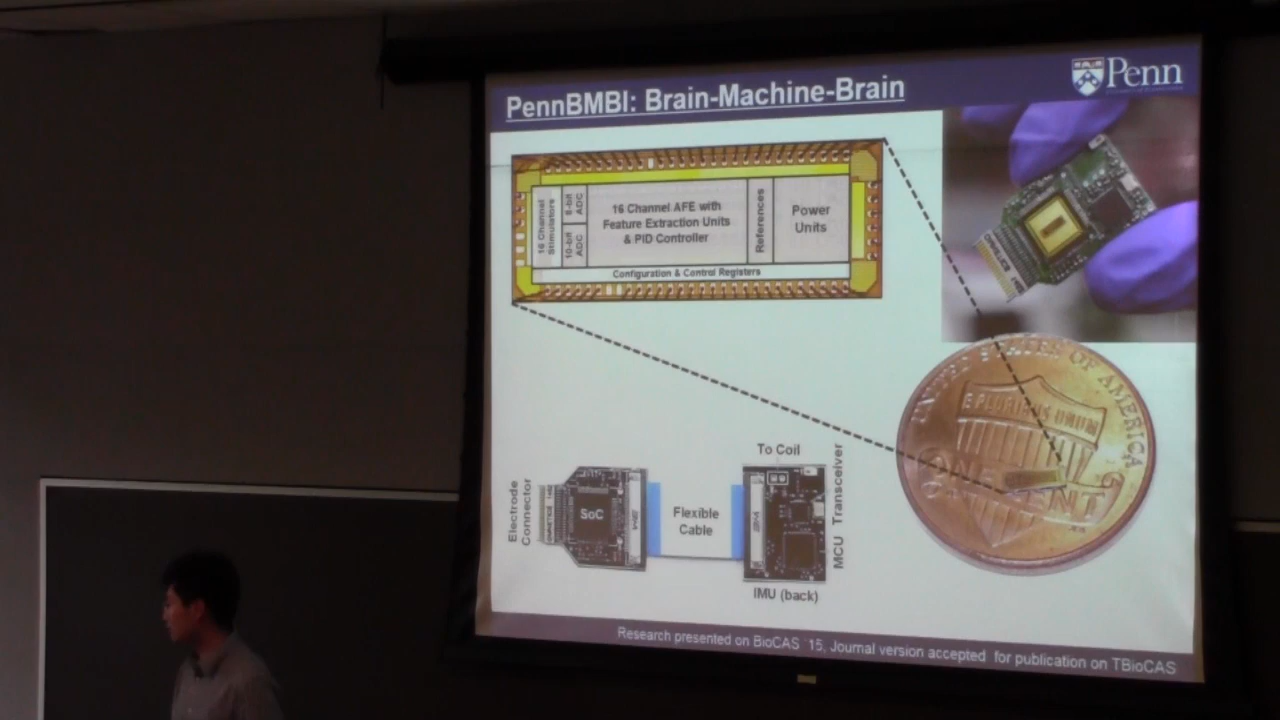 PennBMBI: Brain-Machine-Brain
Penn
16 Channel
Stimulators
8-bit
ADC
10-bit
ADC
16 Channel AFE with
Feature Extraction Units
& PID Controller
References
Power
Units
Configuration & Control Registers
UNITED STATES OF AMERICA
E PLURIBUS UNUM
ONE CENT
To Coil
Electrode
Connector
SoC
Flexible
Cable
MCU Transceiver
IMU (back)
Research presented on BioCAS `15, Journal version accepted for publication on TBioCAS